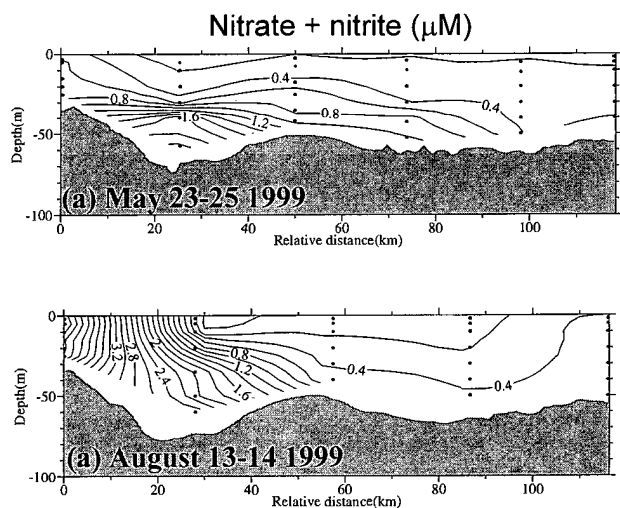 Nitrate + nitrite (µM)
0
-50
-100
Depth(m)
0.4
0.8
1.6
1.2
0.8
0.4
(a) May 23-25 1999
0 20 40 60 80 100
Relative distance(km)
0
-50
-100
Depth(m)
3.2
2.8
2.4
2
0.8
1.2
1.6
0.4
0.4
(a) August 13-14 1999
0 20 40 60 80 100
Relative distance(km)